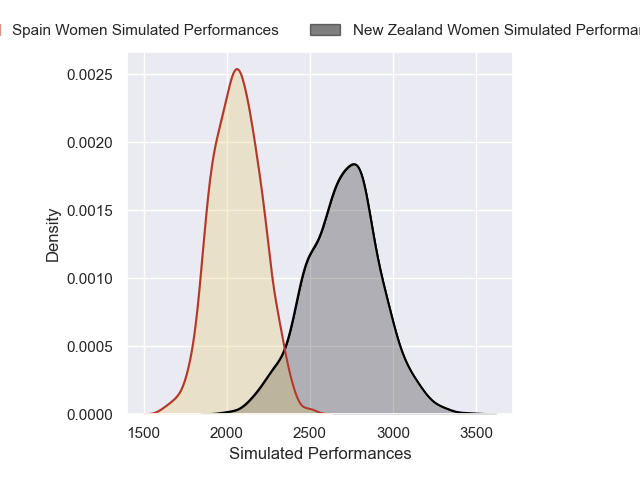 Spain Women Simulated Performances
New Zealand Women Simulated
0.0025
0.0020
0.0015
0.0010
0.0005
0.0000
Density
1500 2000 2500 3000 3500
Simulated Performances